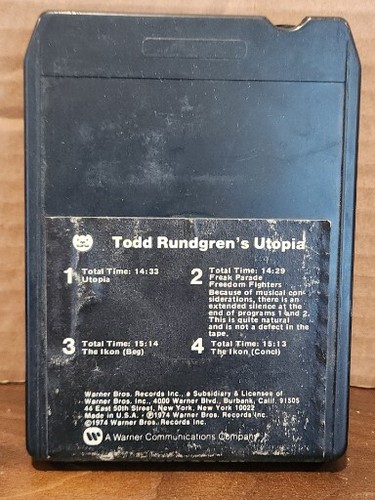 Todd Rundgren's Utopia
1 Total Time: 14:33
Utopia
2 Total Time: 14:29
Freak Parade
Freedom Fighters
Because of musical con-
siderations, there is an
extended silence at the
end of programs 1 and 2.
This is quite natural
and is not a defect in the
tape.
3 Total Time: 15:14
The Ikon (Beg)
4 Total Time: 15:13
The Ikon (Concl)
Warner Bros. Records Inc., a Subsidiary & Licensee of
Warner Bros. Inc., 4000 Warner Blvd., Burbank, Calif. 91505
44 East 50th Street, New York, New York 10022
Made in U.S.A. · ℗1974 Warner Bros. Records Inc.
©1974 Warner Bros. Records Inc.
A Warner Communications Company